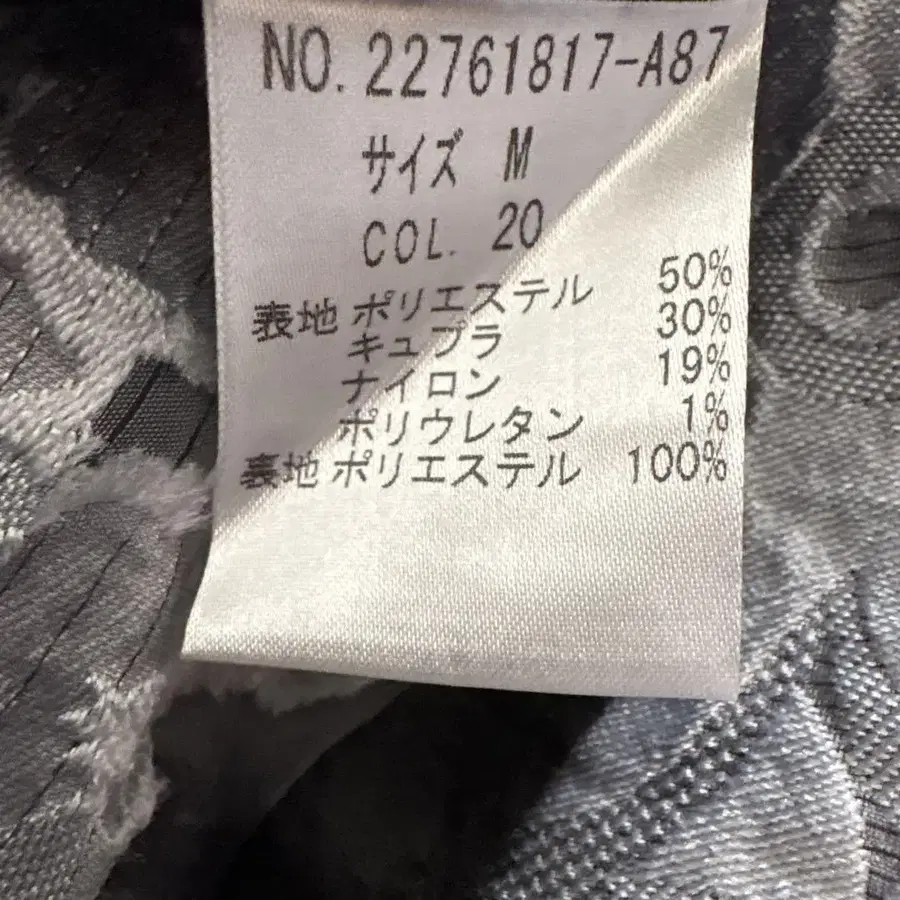 NO. 22761817-A87
サイズ M
COL. 20
表地 ポリエステル 50%
キュプラ 30%
ナイロン 19%
ポリウレタン 1%
表地 ポリエステル 100%